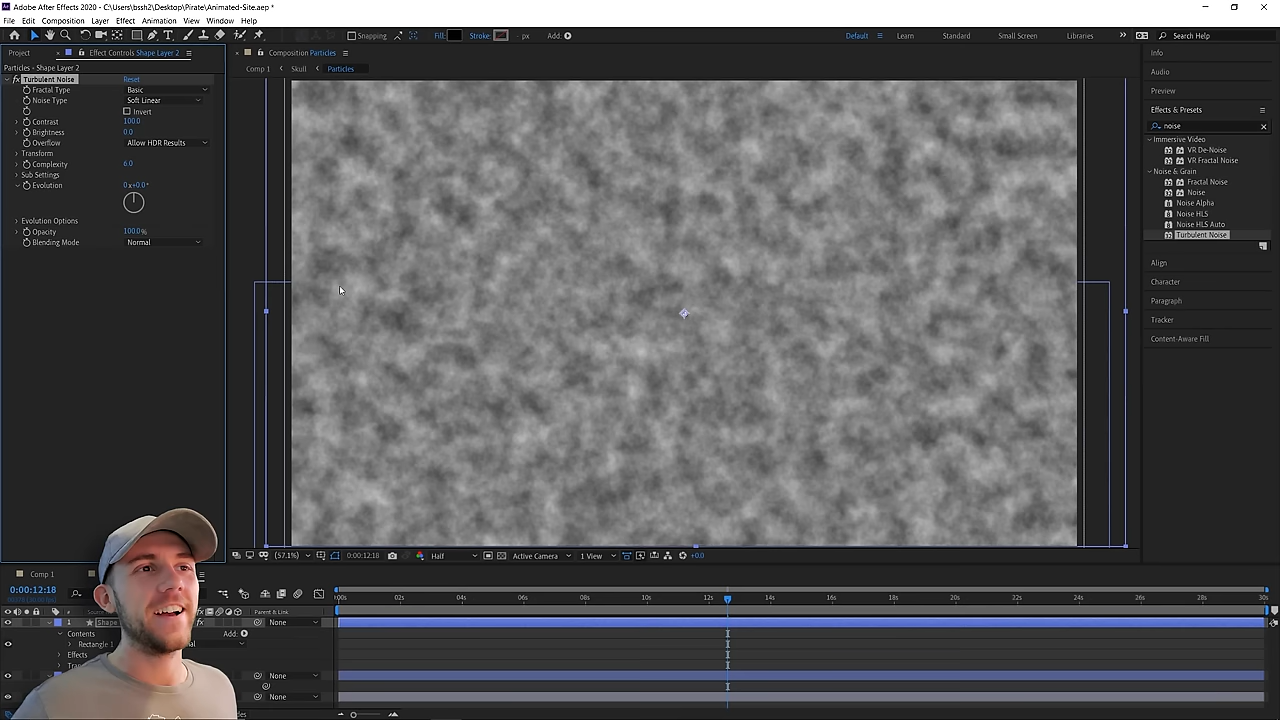 Adobe After Effects 2020 - C:\Users\bssh2\Desktop\Pirate\Animated-Site.aep *
File Edit Composition Layer Effect Animation View Window Help
Snapping Fill: Stroke: px Add: Default Learn Standard Small Screen Libraries Search Help
Project Effect Controls Shape Layer 2 Composition Particles Info
Particles - Shape Layer 2 Comp 1 Skull Particles Audio
fx Turbulent Noise Reset
Fractal Type Basic Preview
Noise Type Soft Linear
Invert Effects & Presets
Contrast 100.0
Brightness 0.0 noise
Overflow Allow HDR Results Immersive Video
Transform VR De-Noise
Complexity 6.0 VR Fractal Noise
Sub Settings Noise & Grain
Evolution 0x+0.0° Fractal Noise
Noise
Noise Alpha
Noise HLS
Evolution Options Noise HLS Auto
Opacity 100.0% Turbulent Noise
Blending Mode Normal
Align
Character
Paragraph
Tracker
Content-Aware Fill
(57.1%) 0:00:12:18 Half Active Camera 1 View +0.0
Comp 1
0:00:12:18
:00s 02s 04s 06s 08s 10s 12s 14s 16s 18s 20s 22s 24s 26s 28s 30s
# Parent & Link
1 None
Contents Add:
Rectangle 1
Effects
None
None